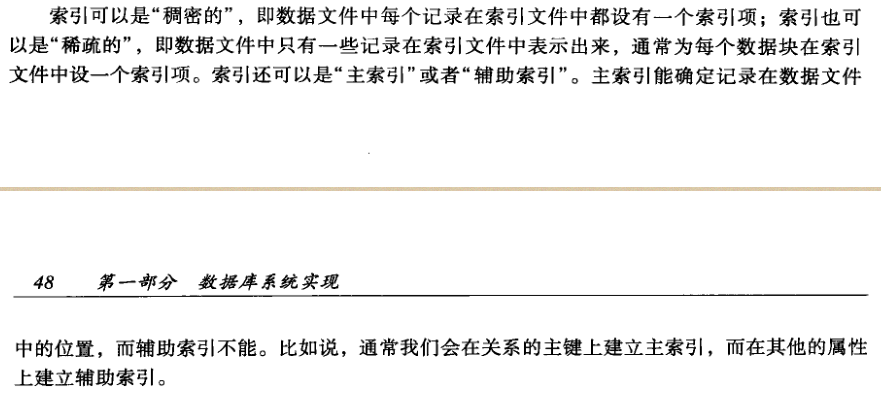 索引可以是“稠密的”，即数据文件中每个记录在索引文件中都设有一个索引项；索引也可
以是“稀疏的”，即数据文件中只有一些记录在索引文件中表示出来，通常为每个数据块在索引
文件中设一个索引项。索引还可以是“主索引”或者“辅助索引”。主索引能确定记录在数据文件
48 第一部分 数据库系统实现
中的位置，而辅助索引不能。比如说，通常我们会在关系的主键上建立主索引，而在其他的属性
上建立辅助索引。